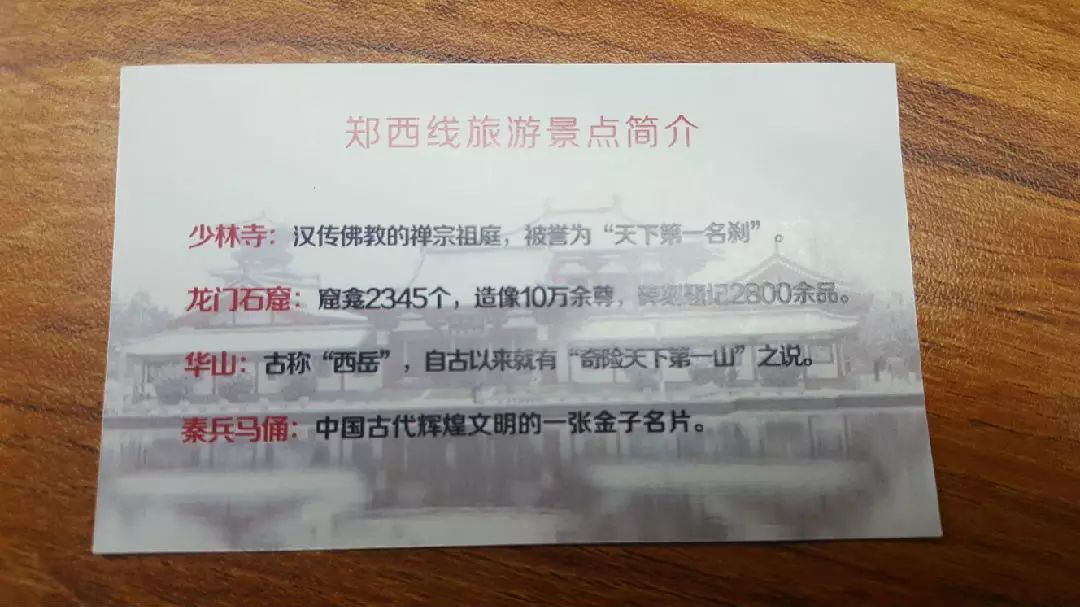 郑西线旅游景点简介
少林寺：汉传佛教的禅宗祖庭，被誉为“天下第一名刹”。
龙门石窟：窟龛2345个，造像10万余尊，碑刻题记2800余品。
华山：古称“西岳”，自古以来就有“奇险天下第一山”之说。
秦兵马俑：中国古代辉煌文明的一张金子名片。